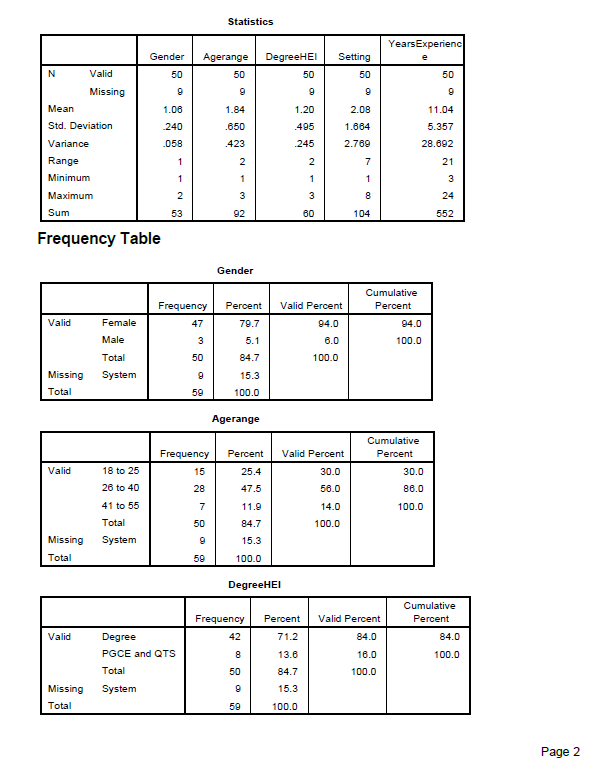 Statistics
Gender Agerange DegreeHEI Setting YearsExperienc
e
N Valid 50 50 50 50 50
Missing 9 9 9 9 9
Mean 1.06 1.84 1.20 2.08 11.04
Std. Deviation .240 .650 .495 1.664 5.357
Variance .058 .423 .245 2.769 28.692
Range 1 2 2 7 21
Minimum 1 1 1 1 3
Maximum 2 3 3 8 24
Sum 53 92 60 104 552
Frequency Table
Gender
Frequency Percent Valid Percent Cumulative
Percent
Valid Female 47 79.7 94.0 94.0
Male 3 5.1 6.0 100.0
Total 50 84.7 100.0
Missing System 9 15.3
Total 59 100.0
Agerange
Frequency Percent Valid Percent Cumulative
Percent
Valid 18 to 25 15 25.4 30.0 30.0
26 to 40 28 47.5 56.0 86.0
41 to 55 7 11.9 14.0 100.0
Total 50 84.7 100.0
Missing System 9 15.3
Total 59 100.0
DegreeHEI
Frequency Percent Valid Percent Cumulative
Percent
Valid Degree 42 71.2 84.0 84.0
PGCE and QTS 8 13.6 16.0 100.0
Total 50 84.7 100.0
Missing System 9 15.3
Total 59 100.0
Page 2